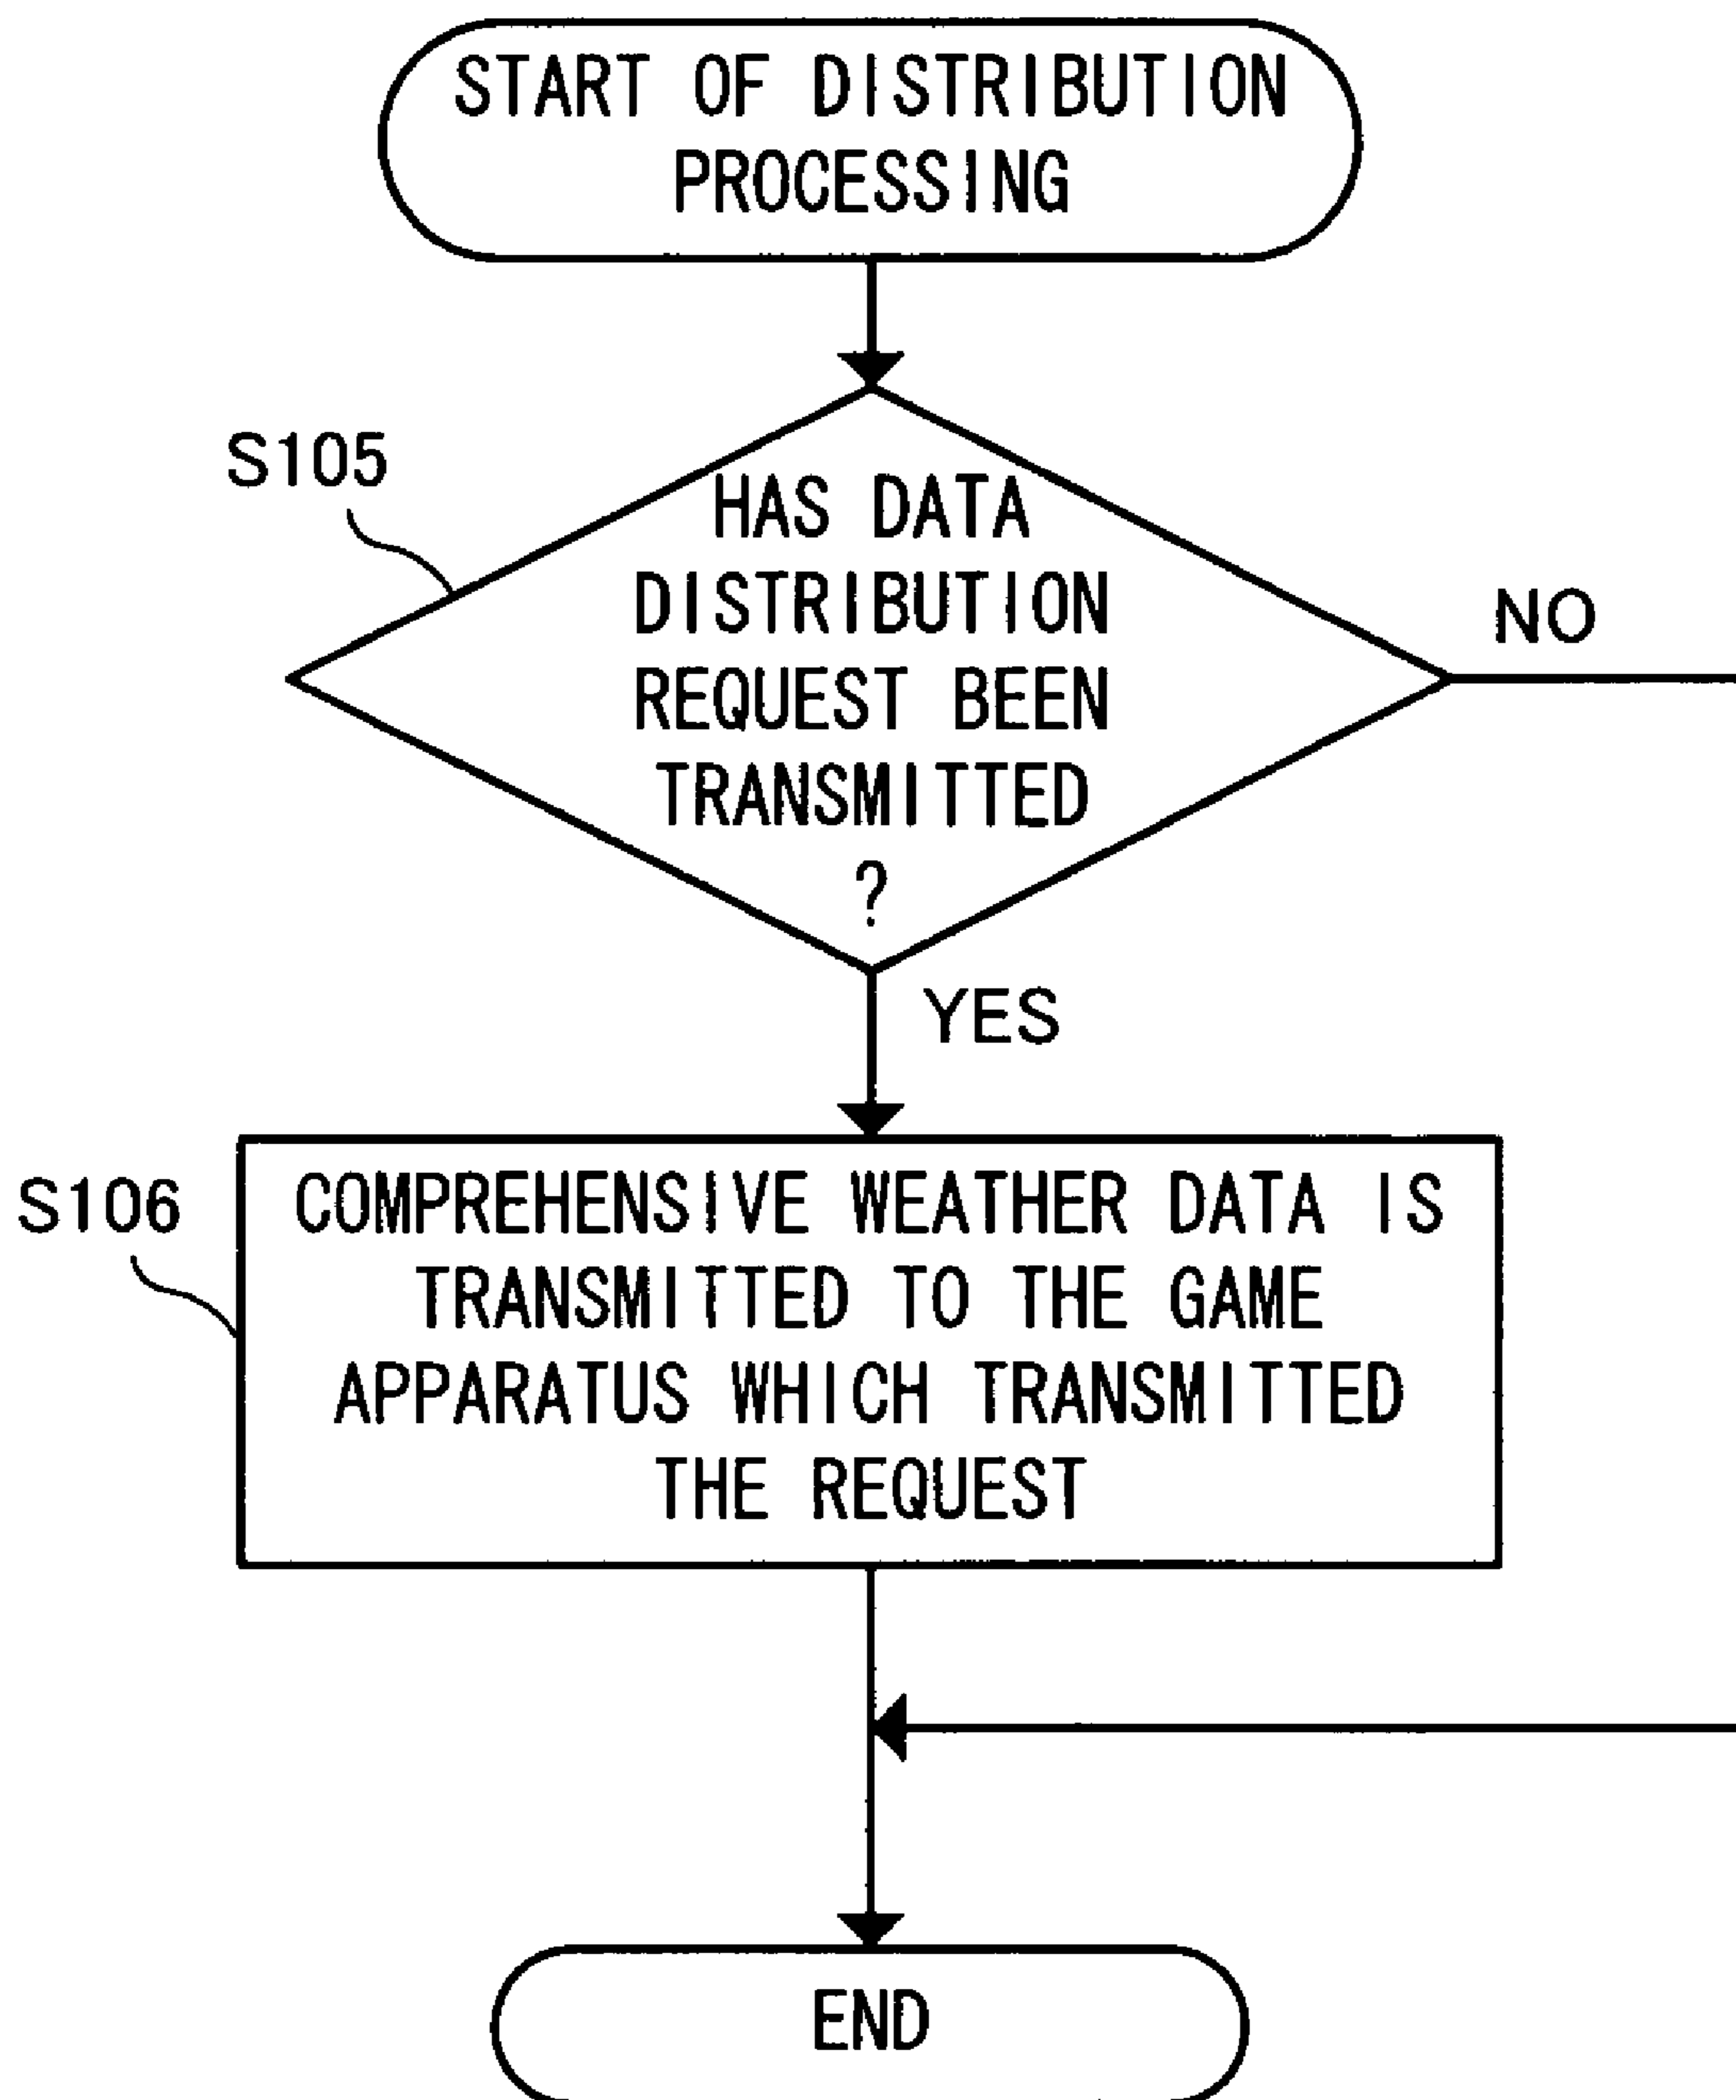 START OF DISTRIBUTION
PROCESSING
S105
HAS DATA
DISTRIBUTION
REQUEST BEEN
TRANSMITTED
?
NO
YES
S106
COMPREHENSIVE WEATHER DATA IS
TRANSMITTED TO THE GAME
APPARATUS WHICH TRANSMITTED
THE REQUEST
END